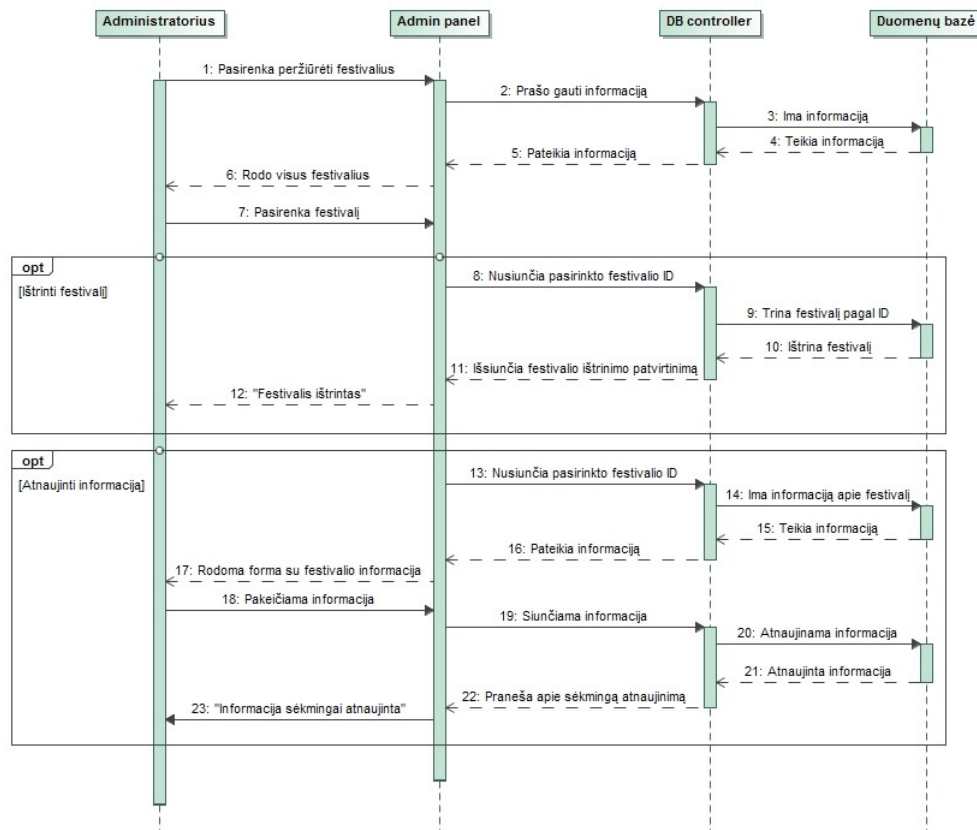 Administratorius
Admin panel
DB controller
Duomenų bazė
1: Pasirenka peržiūrėti festivalius
2: Prašo gauti informaciją
3: Ima informaciją
4: Teikia informaciją
5: Pateikia informaciją
6: Rodo visus festivalius
7: Pasirenka festivalį
opt
[Ištrinti festivalį]
8: Nusiunčia pasirinkto festivalio ID
9: Trina festivalį pagal ID
10: Ištrina festivalį
11: Išsiunčia festivalio ištrinimo patvirtinimą
12: "Festivalis ištrintas"
opt
[Atnaujinti informaciją]
13: Nusiunčia pasirinkto festivalio ID
14: Ima informaciją apie festivalį
15: Teikia informaciją
16: Pateikia informaciją
17: Rodoma forma su festivalio informacija
18: Pakeičiama informacija
19: Siunčiama informacija
20: Atnaujinama informacija
21: Atnaujinta informacija
22: Praneša apie sėkmingą atnaujinimą
23: "Informacija sėkmingai atnaujinta"